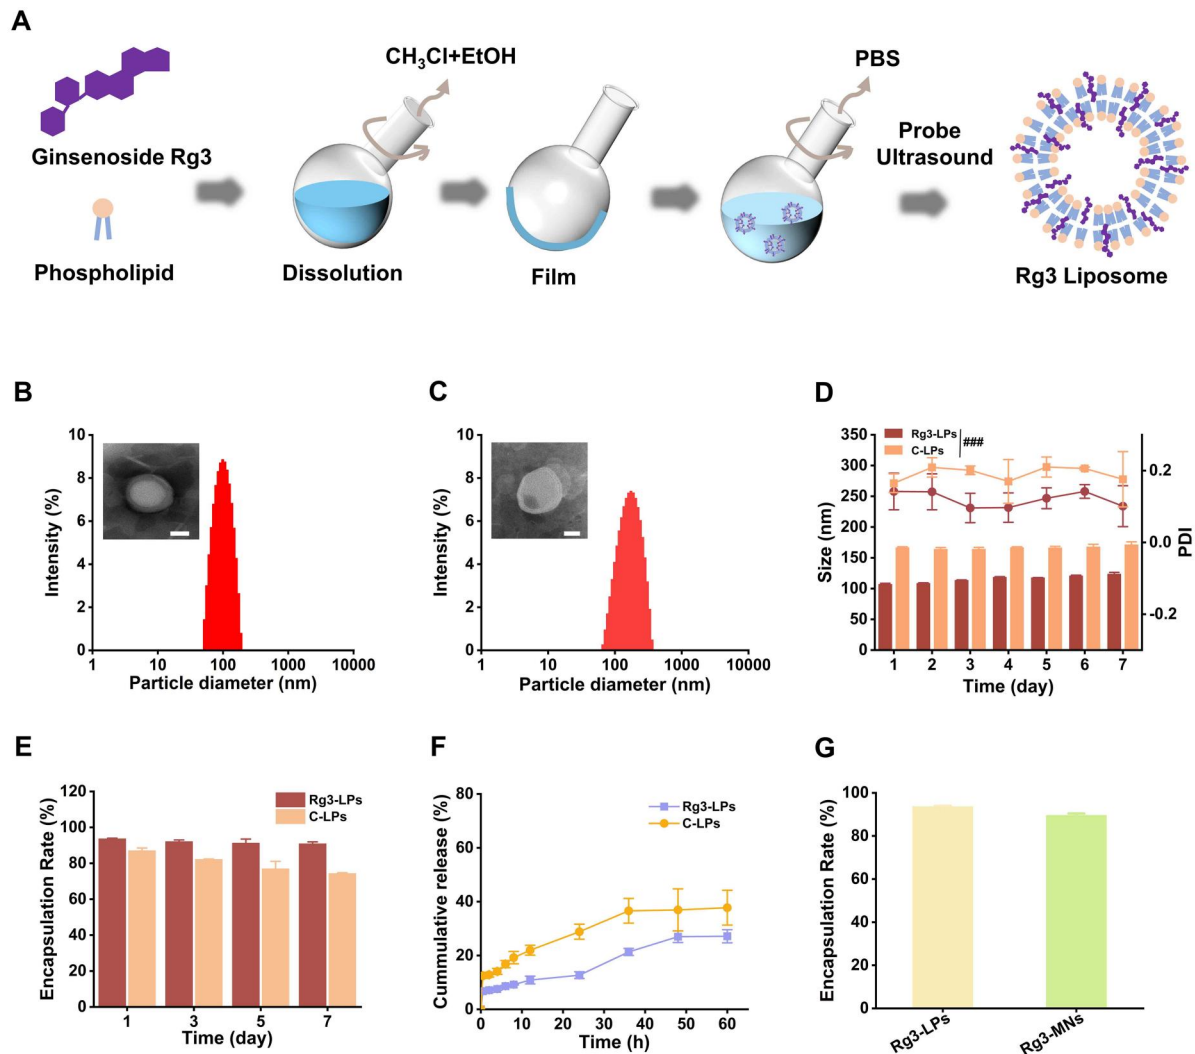 A
Ginsenoside Rg3
Phospholipid
CH3Cl+EtOH
Dissolution
Film
PBS
Probe
Ultrasound
Rg3 Liposome
B
Intensity (%)
10
8
6
4
2
0
1 10 100 1000 10000
Particle diameter (nm)
C
Intensity (%)
10
8
6
4
2
0
1 10 100 1000 10000
Particle diameter (nm)
D
Rg3-LPs
C-LPs
###
Size (nm)
350
300
250
200
150
100
50
0
PDI
0.2
0.0
-0.2
1 2 3 4 5 6 7
Time (day)
E
Rg3-LPs
C-LPs
Encapsulation Rate (%)
120
100
80
60
40
20
0
1 3 5 7
Time (day)
F
Rg3-LPs
C-LPs
Cummulative release (%)
80
60
40
20
0
0 10 20 30 40 50 60
Time (h)
G
Encapsulation Rate (%)
100
80
60
40
20
0
Rg3-LPs Rg3-MNs